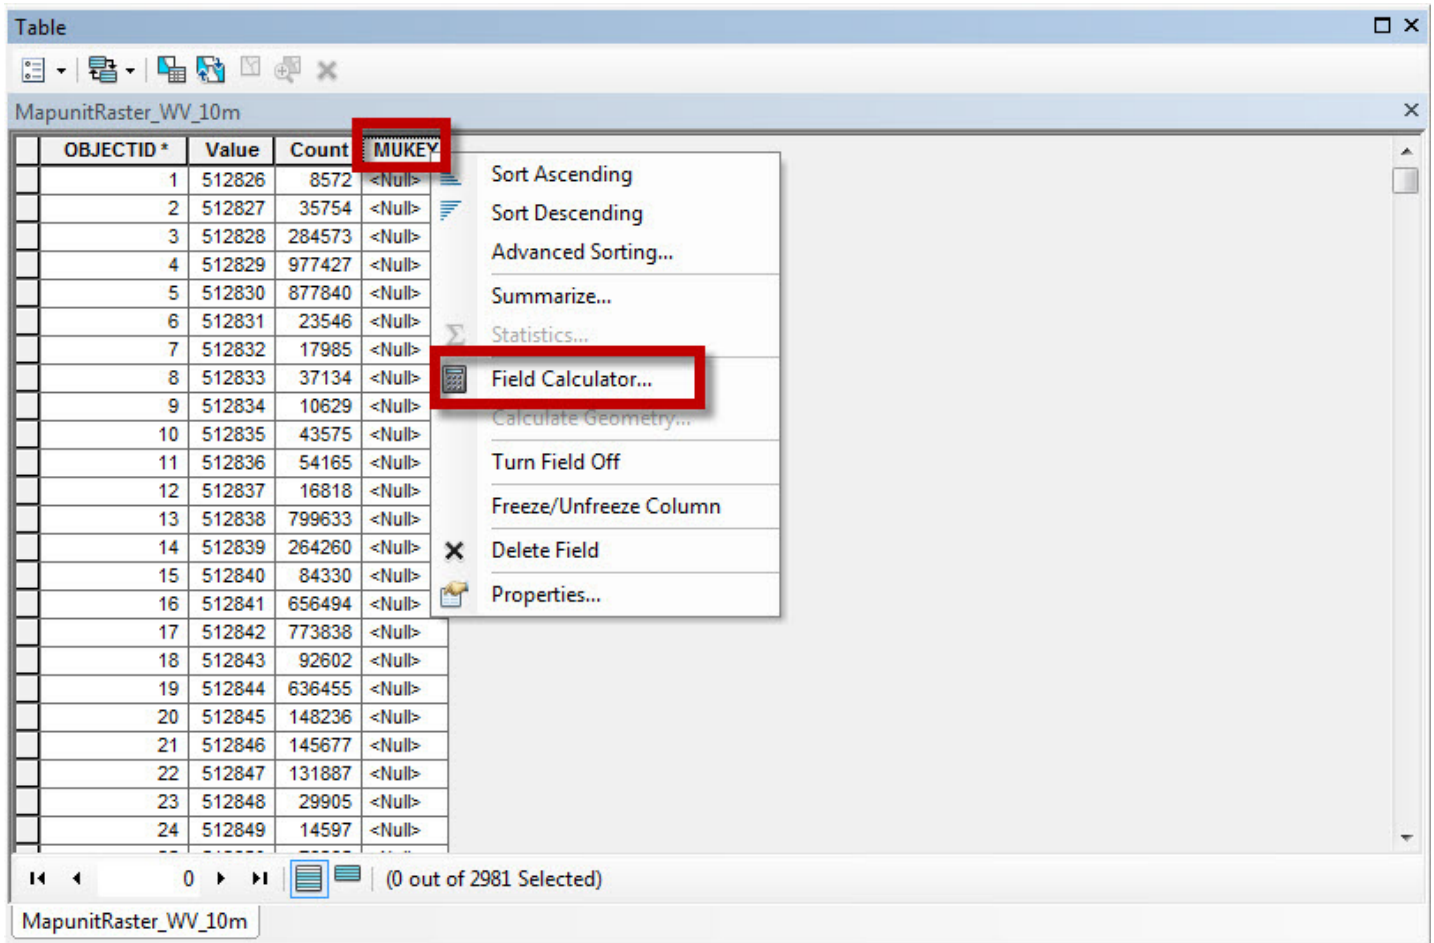 Table
MapunitRaster_WV_10m
OBJECTID * Value Count MUKEY
1 512826 8572 <Null>
2 512827 35754 <Null>
3 512828 284573 <Null>
4 512829 977427 <Null>
5 512830 877840 <Null>
6 512831 23546 <Null>
7 512832 17985 <Null>
8 512833 37134 <Null>
9 512834 10629 <Null>
10 512835 43575 <Null>
11 512836 54165 <Null>
12 512837 16818 <Null>
13 512838 799633 <Null>
14 512839 264260 <Null>
15 512840 84330 <Null>
16 512841 656494 <Null>
17 512842 773838 <Null>
18 512843 92602 <Null>
19 512844 636455 <Null>
20 512845 148236 <Null>
21 512846 145677 <Null>
22 512847 131887 <Null>
23 512848 29905 <Null>
24 512849 14597 <Null>
Sort Ascending
Sort Descending
Advanced Sorting...
Summarize...
Statistics...
Field Calculator...
Calculate Geometry...
Turn Field Off
Freeze/Unfreeze Column
Delete Field
Properties...
0 (0 out of 2981 Selected)
MapunitRaster_WV_10m